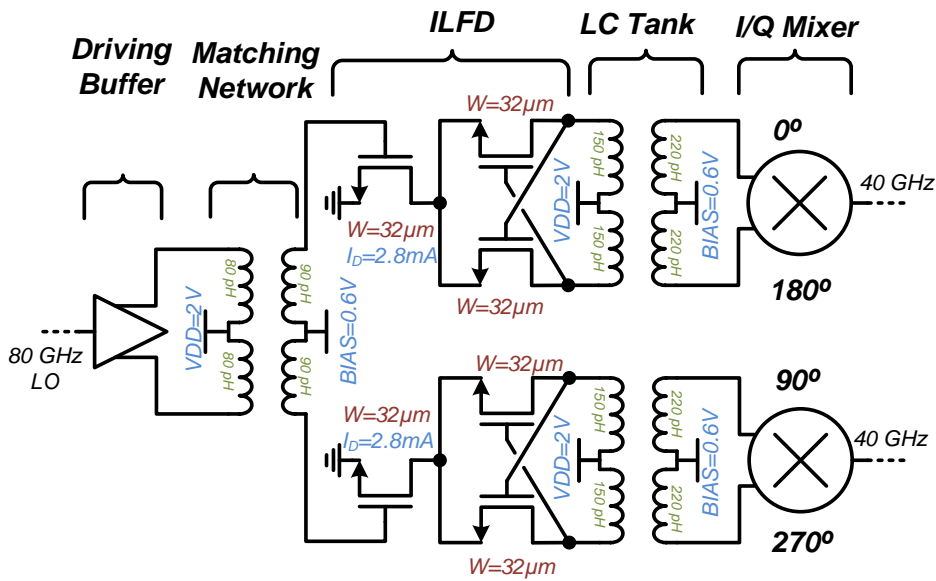 ILFD
LC Tank
I/Q Mixer
Driving
Buffer
Matching
Network
W=32µm
0º
150 pH
220 pH
VDD=2V
BIAS=0.6V
40 GHz
150 pH
220 pH
W=32µm
I_D=2.8mA
W=32µm
180º
80 pH
90 pH
VDD=2V
BIAS=0.6V
80 pH
90 pH
80 GHz
LO
W=32µm
90º
W=32µm
I_D=2.8mA
150 pH
220 pH
VDD=2V
BIAS=0.6V
40 GHz
150 pH
220 pH
270º
W=32µm